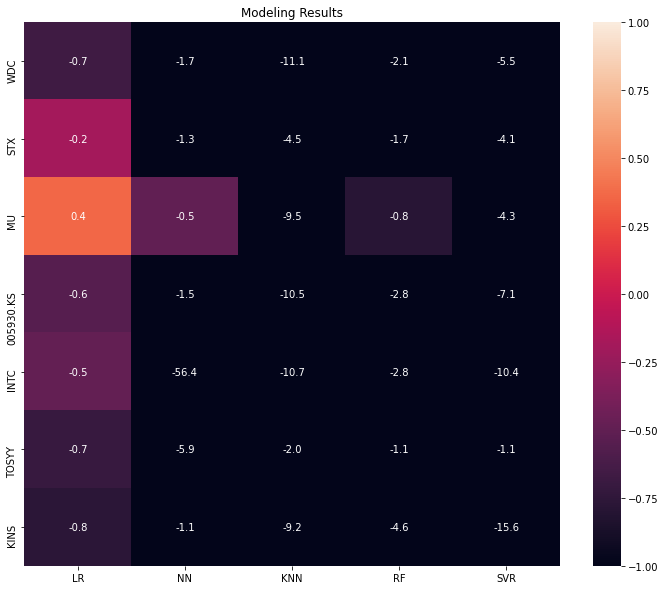 Modeling Results
WDC -0.7 -1.7 -11.1 -2.1 -5.5
STX -0.2 -1.3 -4.5 -1.7 -4.1
MU 0.4 -0.5 -9.5 -0.8 -4.3
005930.KS -0.6 -1.5 -10.5 -2.8 -7.1
INTC -0.5 -56.4 -10.7 -2.8 -10.4
TOSYY -0.7 -5.9 -2.0 -1.1 -1.1
KINS -0.8 -1.1 -9.2 -4.6 -15.6
LR NN KNN RF SVR
1.00
0.75
0.50
0.25
0.00
−0.25
−0.50
−0.75
−1.00